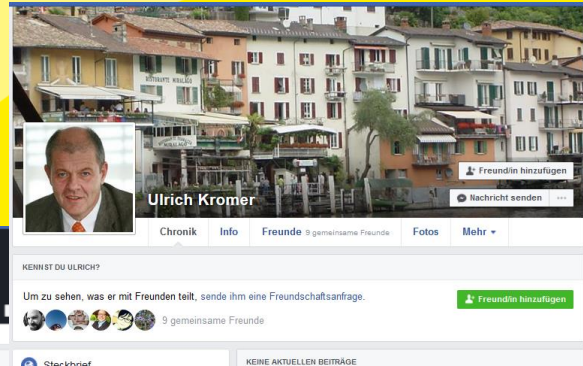 RISTORANTE MIRALAGO
Freund/in hinzufügen
Ulrich Kromer
Nachricht senden ...
Chronik Info Freunde 9 gemeinsame Freunde Fotos Mehr
KENNST DU ULRICH?
Um zu sehen, was er mit Freunden teilt, sende ihm eine Freundschaftsanfrage.
Freund/in hinzufügen
9 gemeinsame Freunde
Steckbrief
KEINE AKTUELLEN BEITRÄGE